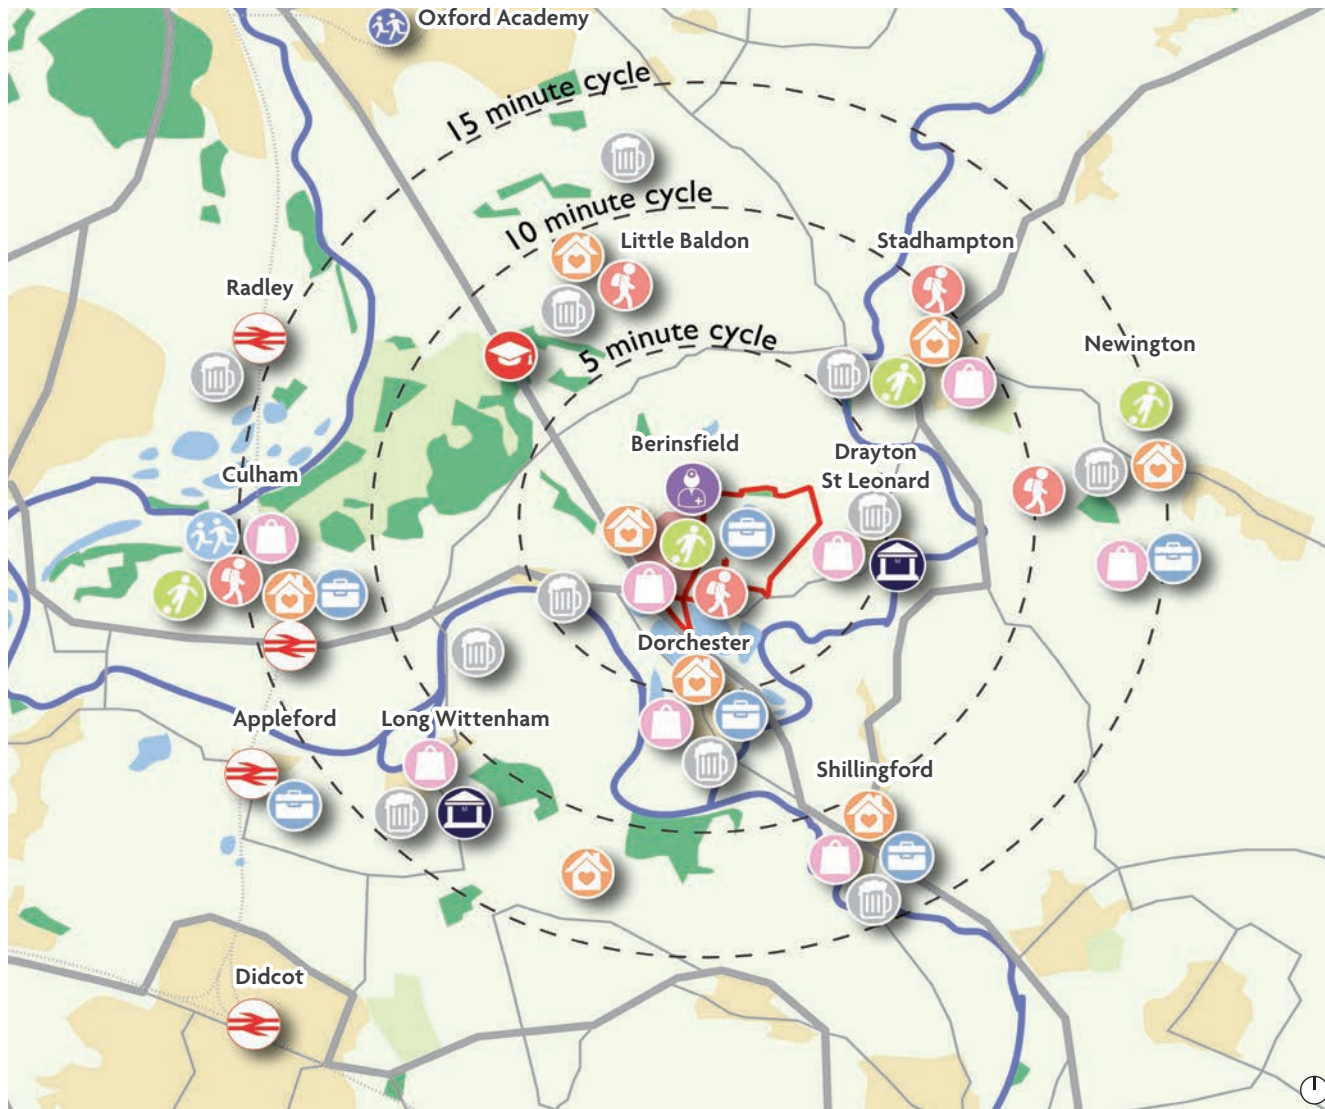 Oxford Academy
15 minute cycle
10 minute cycle
Little Baldon
Stadhampton
Radley
5 minute cycle
Newington
Berinsfield
Drayton
St Leonard
Culham
Dorchester
Appleford
Long Wittenham
Shillingford
Didcot